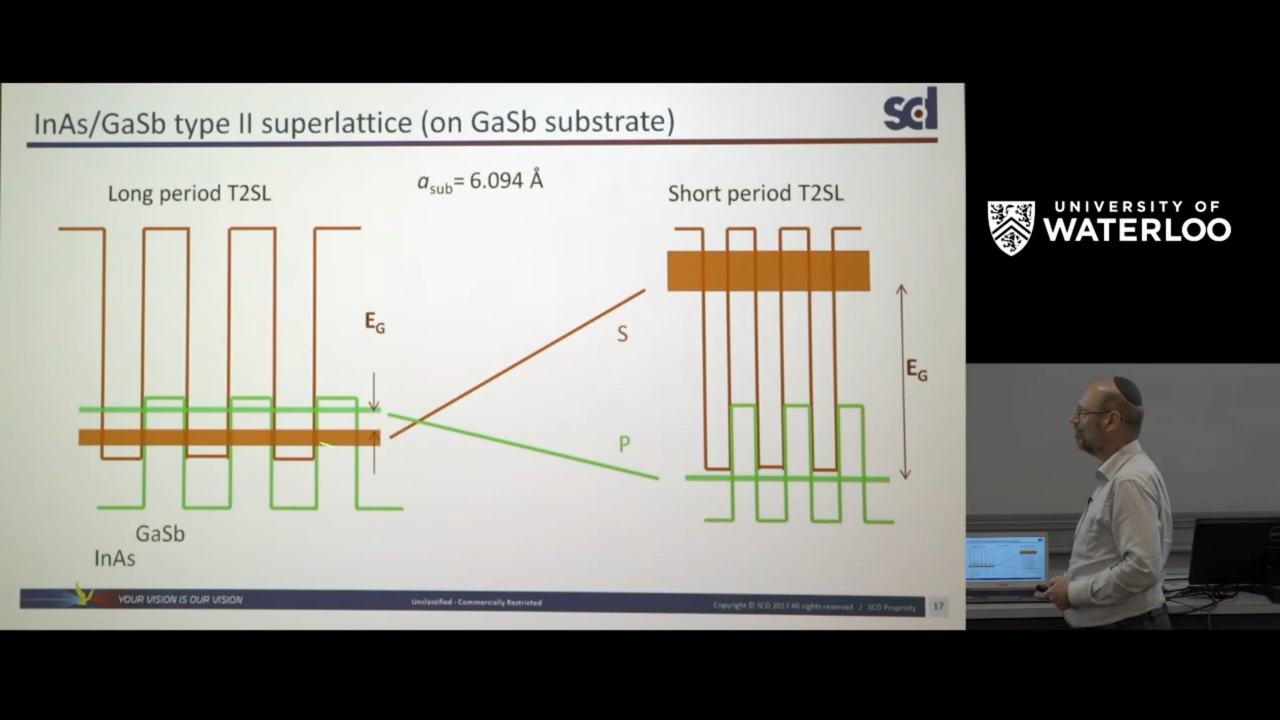 InAs/GaSb type II superlattice (on GaSb substrate)
scd
Long period T2SL
asub= 6.094 Å
Short period T2SL
EG
S
P
EG
GaSb
InAs
YOUR VISION IS OUR VISION
Unclassified - Commercially Restricted
Copyright © SCD 2017 All rights reserved / SCD Propriety
17
UNIVERSITY OF
WATERLOO